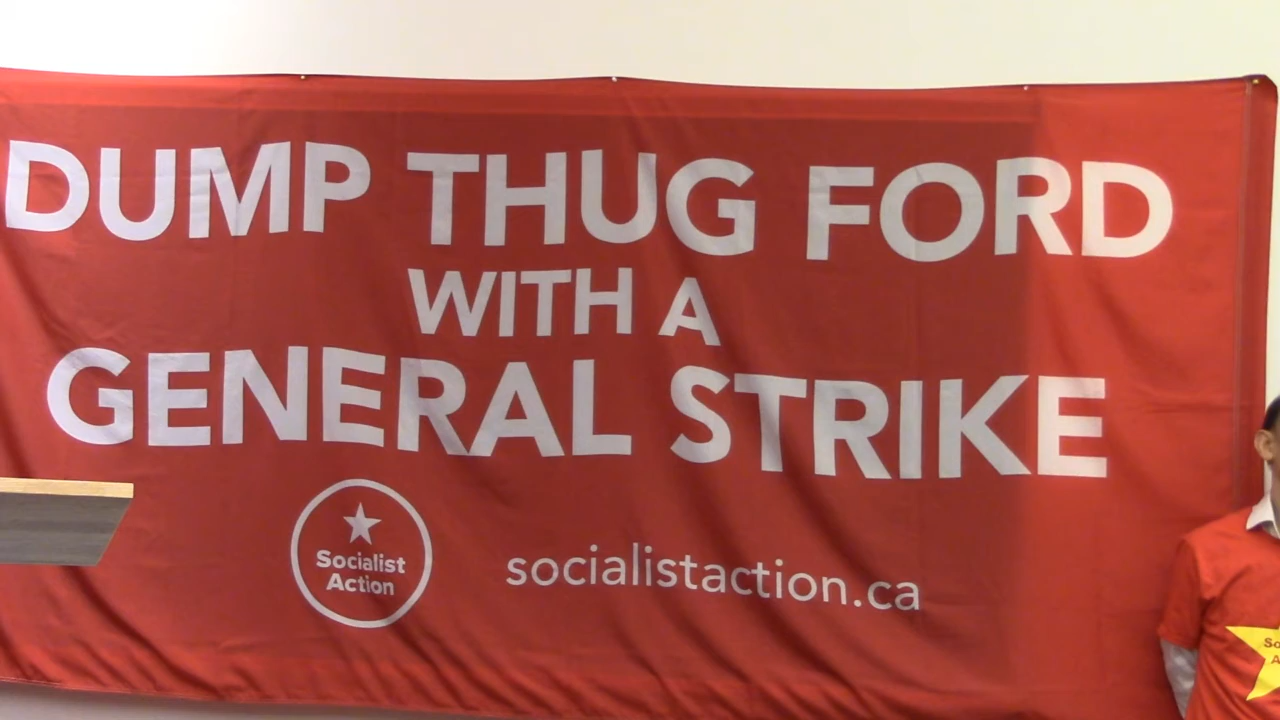 DUMP THUG FORD
WITH A
GENERAL STRIKE
Socialist
Action
socialistaction.ca